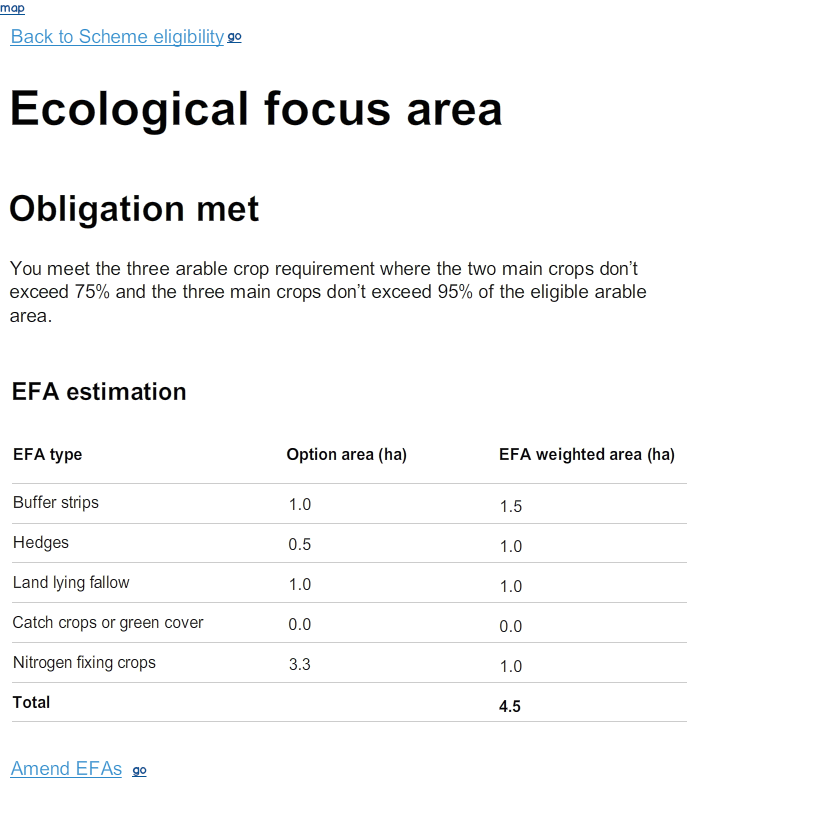 map
Back to Scheme eligibility go
Ecological focus area
Obligation met
You meet the three arable crop requirement where the two main crops don’t
exceed 75% and the three main crops don’t exceed 95% of the eligible arable
area.
EFA estimation
EFA type Option area (ha) EFA weighted area (ha)
Buffer strips 1.0 1.5
Hedges 0.5 1.0
Land lying fallow 1.0 1.0
Catch crops or green cover 0.0 0.0
Nitrogen fixing crops 3.3 1.0
Total 4.5
Amend EFAs go